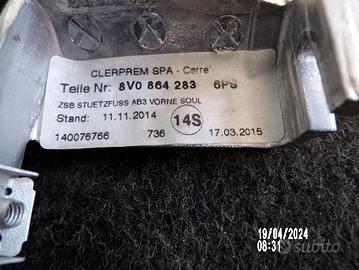 CLERPREM SPA - Carre'
Teile Nr: 8V0 864 283 6PS
ZSB STUETZFUSS AB3 VORNE SOUL
Stand: 11.11.2014 14S
140076766 736 17.03.2015
19/04/2024
08:31
subito